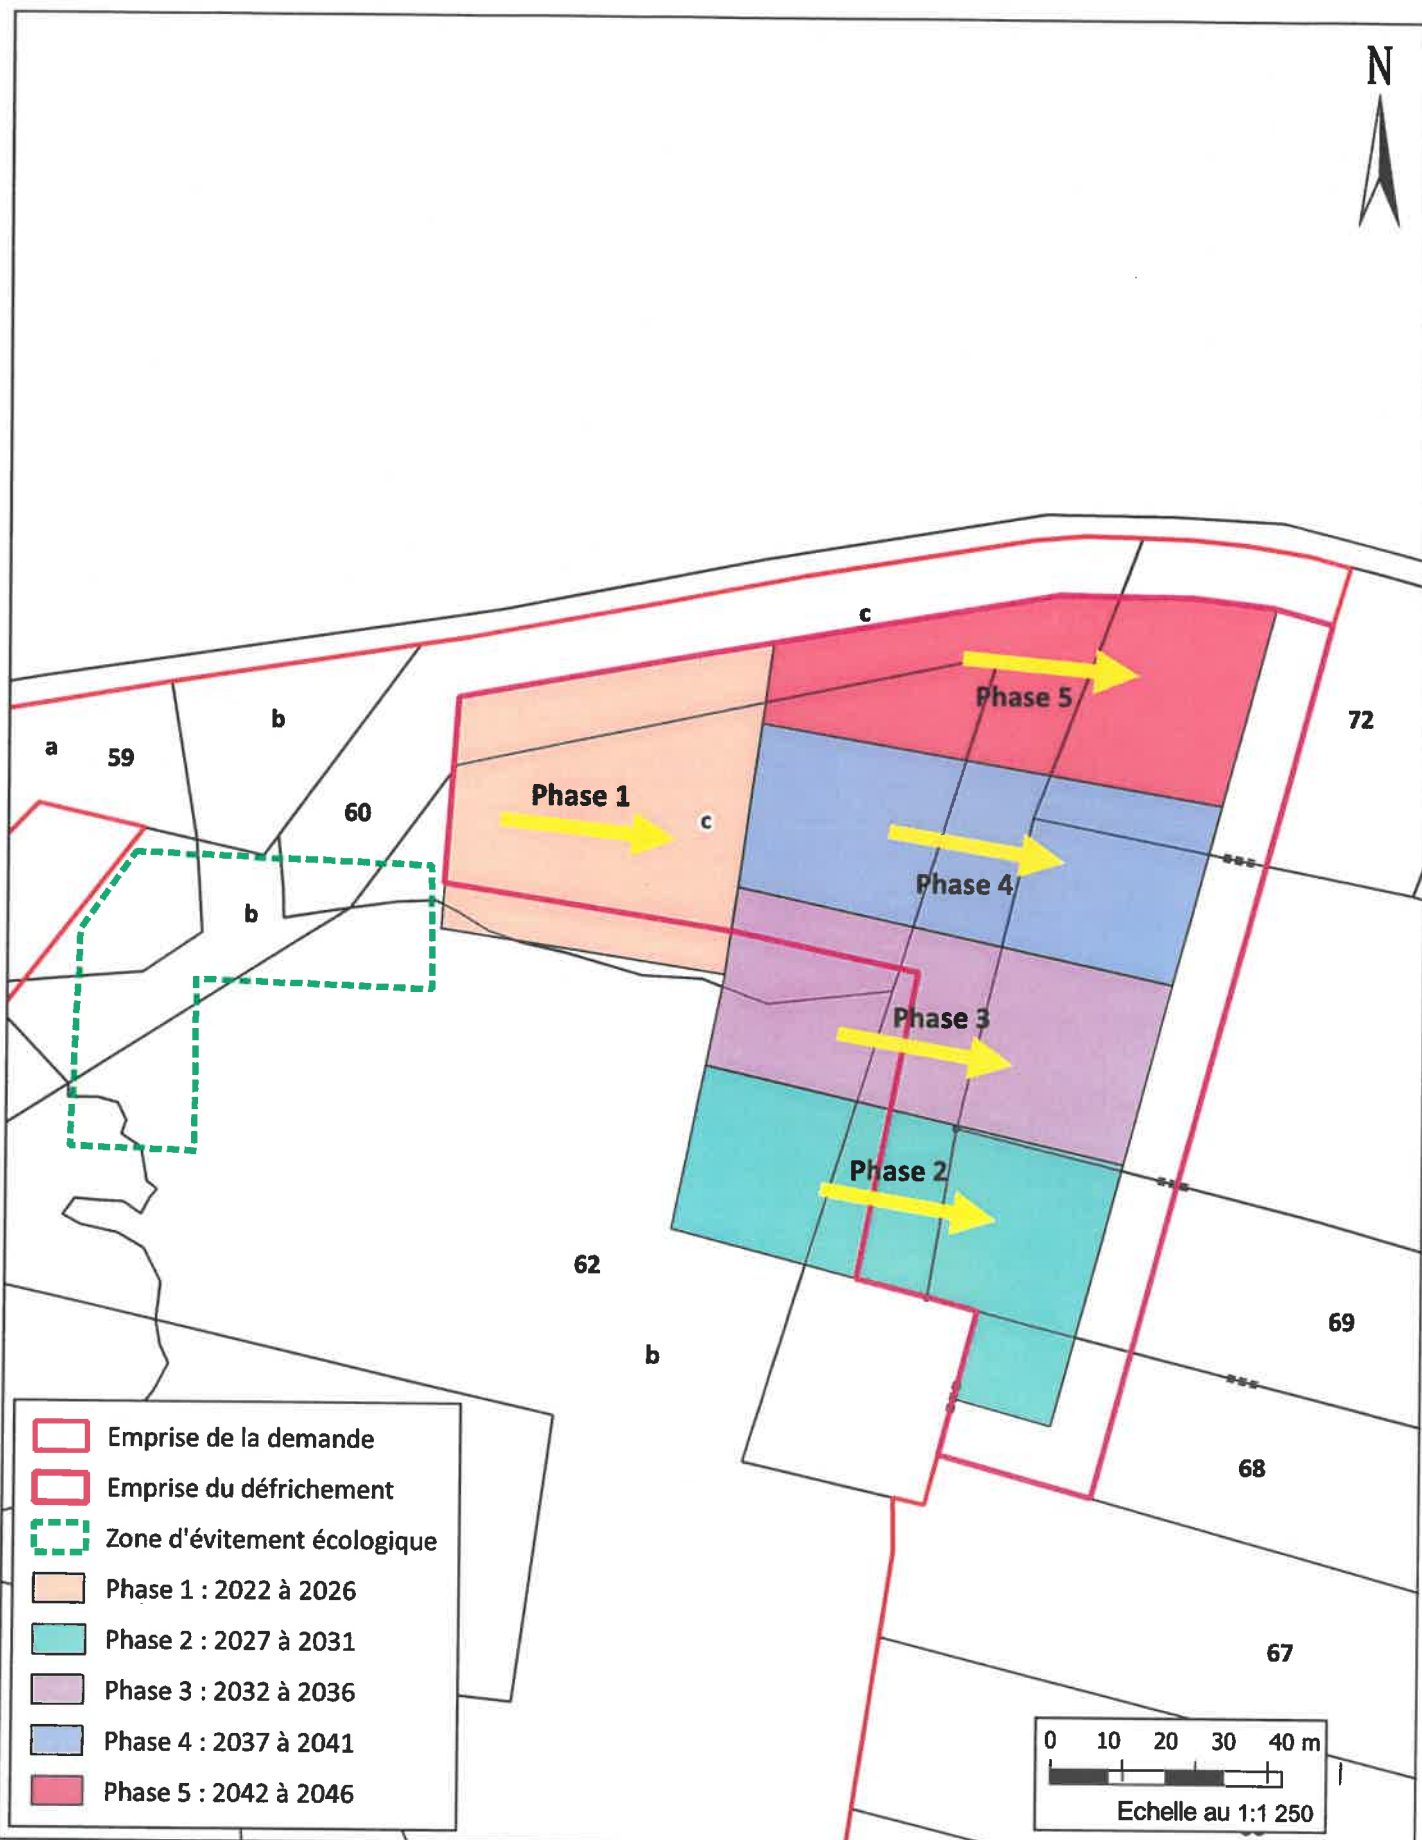 N
c
Phase 5
72
b
a
59
Phase 1
60
c
Phase 4
b
Phase 3
Phase 2
62
69
b
68
67
Emprise de la demande
Emprise du défrichement
Zone d'évitement écologique
Phase 1 : 2022 à 2026
Phase 2 : 2027 à 2031
Phase 3 : 2032 à 2036
Phase 4 : 2037 à 2041
Phase 5 : 2042 à 2046
0 10 20 30 40 m
Echelle au 1:1 250